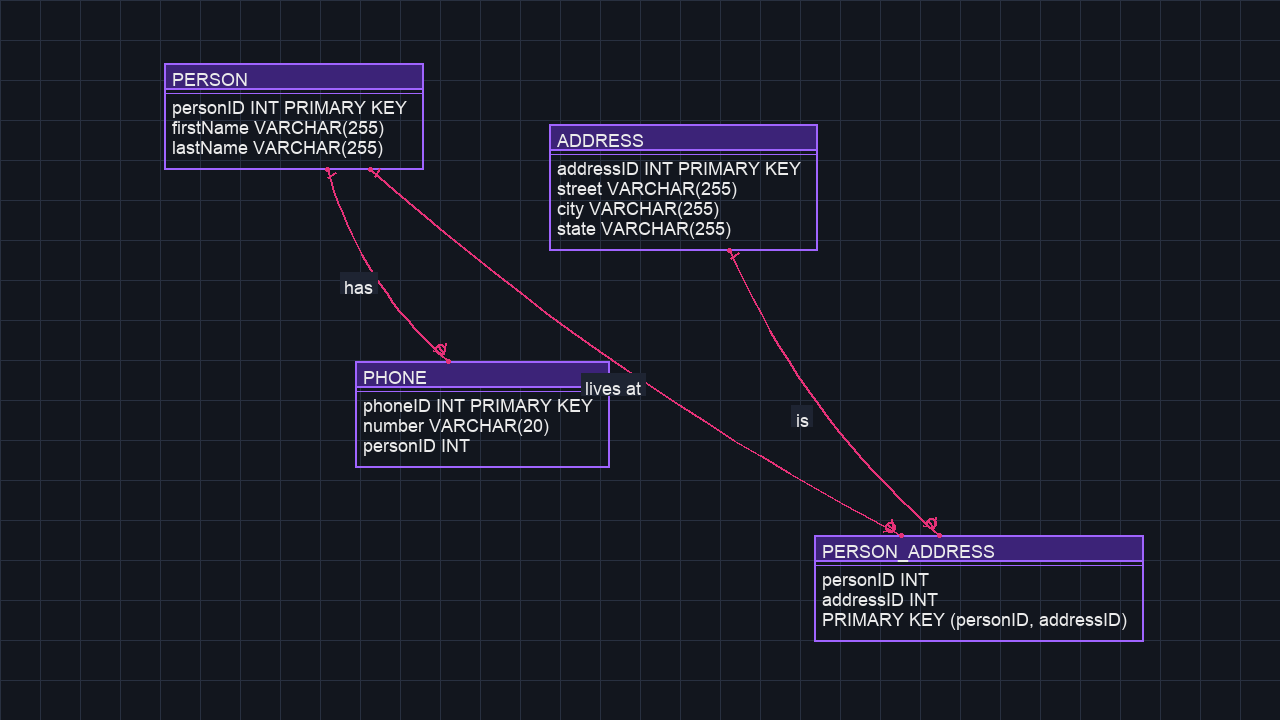 PERSON
personID INT PRIMARY KEY
firstName VARCHAR(255)
lastName VARCHAR(255)
ADDRESS
addressID INT PRIMARY KEY
street VARCHAR(255)
city VARCHAR(255)
state VARCHAR(255)
has
PHONE
phoneID INT PRIMARY KEY
number VARCHAR(20)
personID INT
lives at
is
PERSON_ADDRESS
personID INT
addressID INT
PRIMARY KEY (personID, addressID)